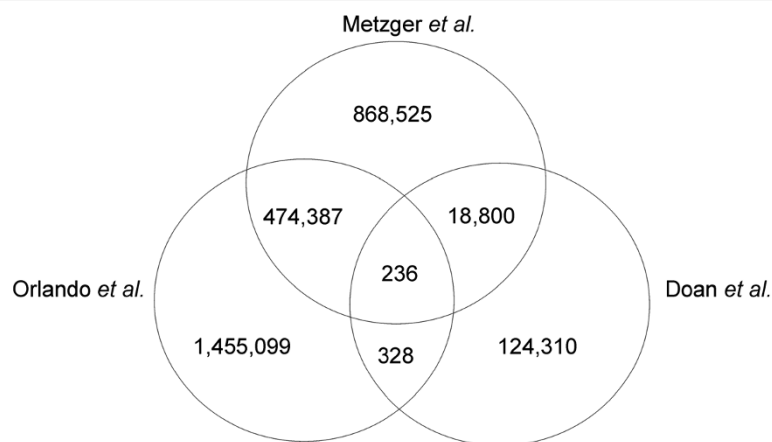 Metzger et al.
868,525
474,387
18,800
236
Orlando et al.
Doan et al.
1,455,099
328
124,310